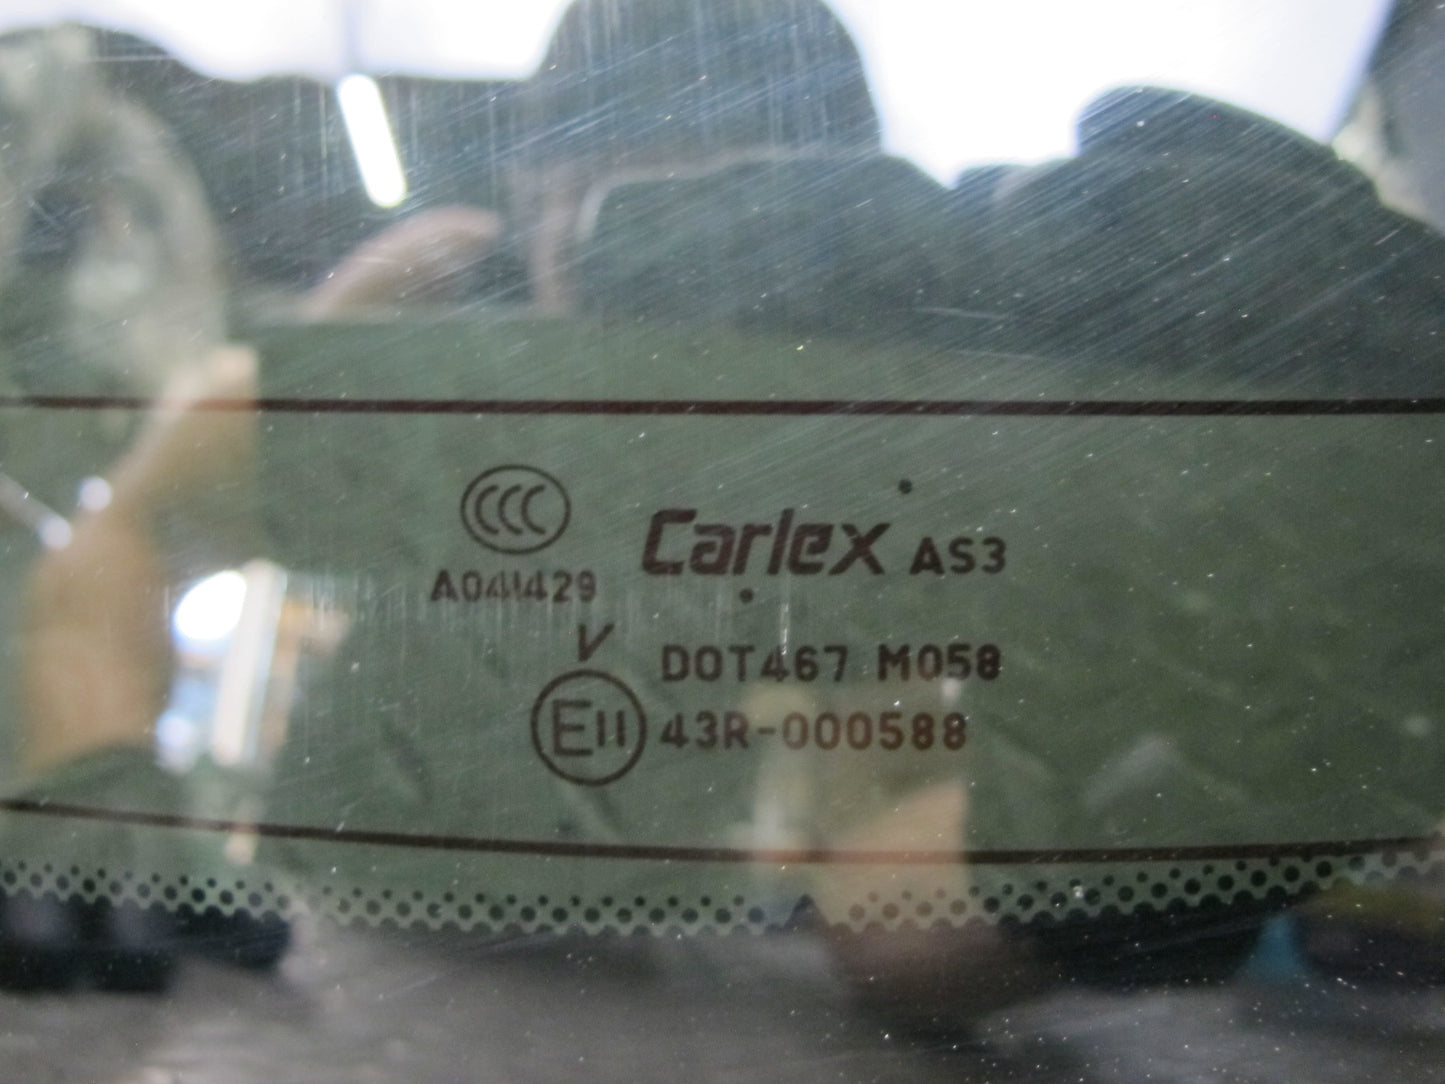 CCC
Carlex AS3
A041429
V
DOT467 M058
E11 43R-000588